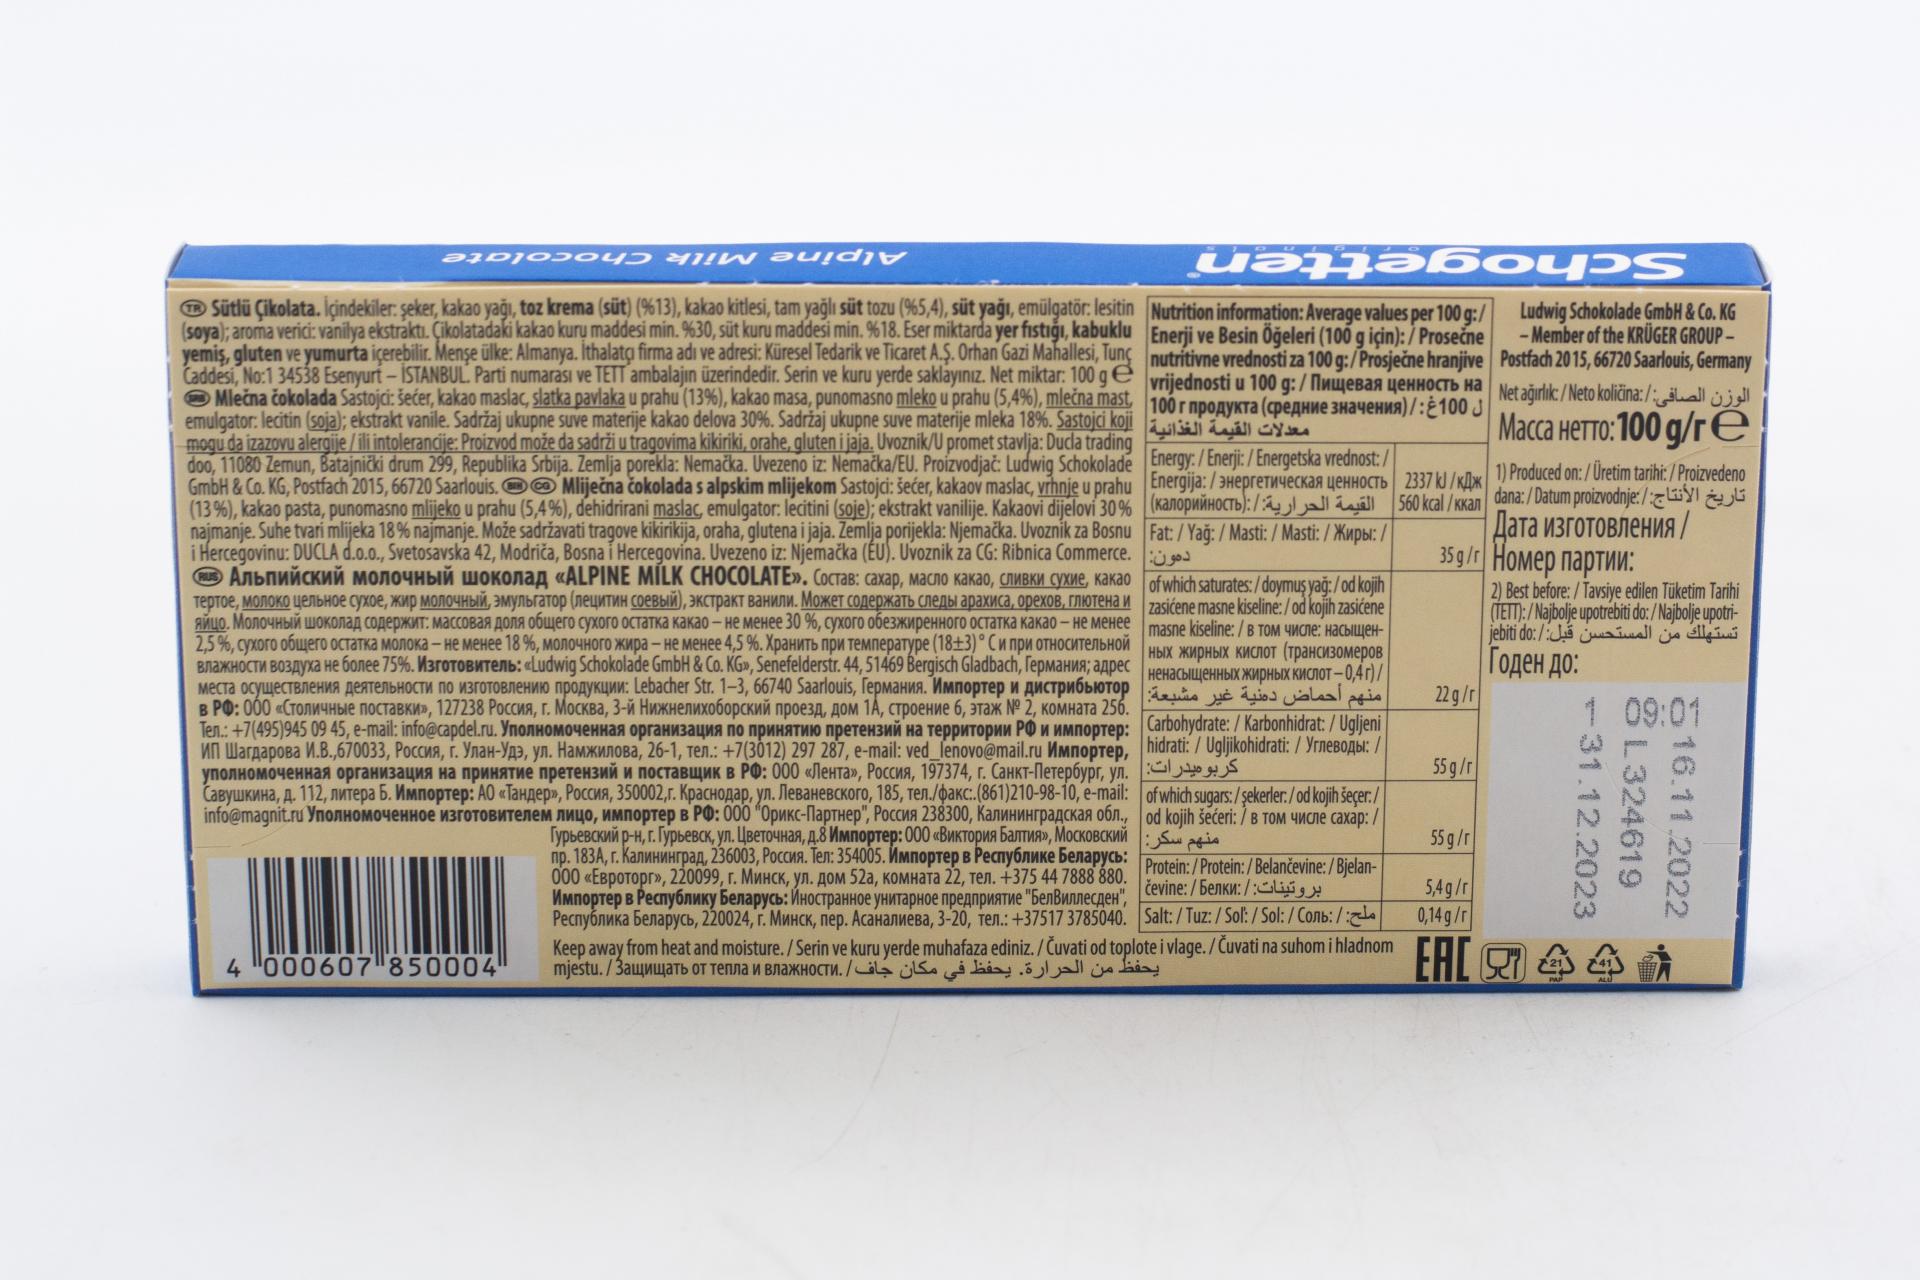 Schogetten®
originals
Alpine Milk Chocolate
TR Sütlü Çikolata. İçindekiler: şeker, kakao yağı, toz krema (süt) (%13), kakao kitlesi, tam yağlı süt tozu (%5,4), süt yağı, emülgatör: lesitin
(soya); aroma verici: vanilya ekstraktı. Çikolatadaki kakao kuru maddesi min. %30, süt kuru maddesi min. %18. Eser miktarda yer fıstığı, kabuklu
yemiş, gluten ve yumurta içerebilir. Menşe ülke: Almanya. İthalatçı firma adı ve adresi: Küresel Tedarik ve Ticaret A.Ş. Orhan Gazi Mahallesi, Tunç
Caddesi, No:1 34538 Esenyurt – İSTANBUL. Parti numarası ve TETT ambalajın üzerindedir. Serin ve kuru yerde saklayınız. Net miktar: 100 g e
SRB Mlečna čokolada Sastojci: šećer, kakao maslac, slatka pavlaka u prahu (13%), kakao masa, punomasno mleko u prahu (5,4%), mlečna mast,
emulgator: lecitin (soja); ekstrakt vanile. Sadržaj ukupne suve materije kakao delova 30%. Sadržaj ukupne suve materije mleka 18%. Sastojci koji
mogu da izazovu alergije / ili intolerancije: Proizvod može da sadrži u tragovima kikiriki, orahe, gluten i jaja. Uvoznik/U promet stavlja: Ducla trading
doo, 11080 Zemun, Batajnički drum 299, Republika Srbija. Zemlja porekla: Nemačka. Uvezeno iz: Nemačka/EU. Proizvodjač: Ludwig Schokolade
GmbH & Co. KG, Postfach 2015, 66720 Saarlouis. BIH CG Mliječna čokolada s alpskim mlijekom Sastojci: šećer, kakaov maslac, vrhnje u prahu
(13%), kakao pasta, punomasno mlijeko u prahu (5,4%), dehidrirani maslac, emulgator: lecitini (soje); ekstrakt vanilije. Kakaovi dijelovi 30%
najmanje. Suhe tvari mlijeka 18% najmanje. Može sadržavati tragove kikirikija, oraha, glutena i jaja. Zemlja porijekla: Njemačka. Uvoznik za Bosnu
i Hercegovinu: DUCLA d.o.o., Svetosavska 42, Modriča, Bosna i Hercegovina. Uvezeno iz: Njemačka (EU). Uvoznik za CG: Ribnica Commerce.
RUS Альпийский молочный шоколад «ALPINE MILK CHOCOLATE». Состав: сахар, масло какао, сливки сухие, какао
тертое, молоко цельное сухое, жир молочный, эмульгатор (лецитин соевый), экстракт ванили. Может содержать следы арахиса, орехов, глютена и
яйцо. Молочный шоколад содержит: массовая доля общего сухого остатка какао – не менее 30 %, сухого обезжиренного остатка какао – не менее
2,5 %, сухого общего остатка молока – не менее 18 %, молочного жира – не менее 4,5 %. Хранить при температуре (18±3)° С и при относительной
влажности воздуха не более 75%. Изготовитель: «Ludwig Schokolade GmbH & Co. KG», Senefelderstr. 44, 51469 Bergisch Gladbach, Германия; адрес
места осуществления деятельности по изготовлению продукции: Lebacher Str. 1–3, 66740 Saarlouis, Германия. Импортер и дистрибьютор
в РФ: ООО «Столичные поставки», 127238 Россия, г. Москва, 3-й Нижнелихоборский проезд, дом 1А, строение 6, этаж № 2, комната 25б.
Тел.: +7(495)945 09 45, e-mail: info@capdel.ru. Уполномоченная организация по принятию претензий на территории РФ и импортер:
ИП Шагдарова И.В.,670033, Россия, г. Улан-Удэ, ул. Намжилова, 26-1, тел.: +7(3012) 297 287, e-mail: ved_lenovo@mail.ru Импортер,
уполномоченная организация на принятие претензий и поставщик в РФ: ООО «Лента», Россия, 197374, г. Санкт-Петербург, ул.
Савушкина, д. 112, литера Б. Импортер: АО «Тандер», Россия, 350002,г. Краснодар, ул. Леваневского, 185, тел./факс:.(861)210-98-10, e-mail:
info@magnit.ru Уполномоченное изготовителем лицо, импортер в РФ: ООО "Орикс-Партнер", Россия 238300, Калининградская обл.,
Гурьевский р-н, г. Гурьевск, ул. Цветочная, д.8 Импортер: ООО «Виктория Балтия», Московский
пр. 183А, г. Калининград, 236003, Россия. Тел: 354005. Импортер в Республике Беларусь:
ООО «Евроторг», 220099, г. Минск, ул. дом 52а, комната 22, тел. +375 44 7888 880.
Импортер в Республику Беларусь: Иностранное унитарное предприятие "БелВиллесден",
Республика Беларусь, 220024, г. Минск, пер. Асаналиева, 3-20, тел.: +37517 3785040.
Keep away from heat and moisture. / Serin ve kuru yerde muhafaza ediniz. / Čuvati od toplote i vlage. / Čuvati na suhom i hladnom
mjestu. / Защищать от тепла и влажности. / يحفظ من الحرارة. يحفظ في مكان جاف
4 000607 850004
Nutrition information: Average values per 100 g: /
Enerji ve Besin Öğeleri (100 g için): / Prosečne
nutritivne vrednosti za 100 g: / Prosječne hranjive
vrijednosti u 100 g: / Пищевая ценность на
100 г продукта (средние значения) / :ل 100غ
معدلات القيمة الغذائية
Energy: / Enerji: / Energetska vrednost: /
Energija: / энергетическая ценность 2337 kJ / кДж
(калорийность): / :القيمة الحرارية 560 kcal / ккал
Fat: / Yağ: / Masti: / Masti: / Жиры: /
:دهون 35 g / г
of which saturates: / doymuş yağ: / od kojih
zasićene masne kiseline: / od kojih zasićene
masne kiseline: / в том числе: насыщен-
ных жирных кислот (трансизомеров
ненасыщенных жирных кислот – 0,4 г) /
:منهم أحماض دهنية غير مشبعة 22 g / г
Carbohydrate: / Karbonhidrat: / Ugljeni
hidrati: / Ugljikohidrati: / Углеводы: /
:كربوهيدرات 55 g / г
of which sugars: / şekerler: / od kojih šećer: /
od kojih šećeri: / в том числе сахар: /
:منهم سكر 55 g / г
Protein: / Protein: / Belančevine: / Bjelan-
čevine: / Белки: / :بروتينات 5,4 g / г
Salt: / Tuz: / Soľ: / Sol: / Соль: / :ملح 0,14 g / г
Ludwig Schokolade GmbH & Co. KG
– Member of the KRÜGER GROUP –
Postfach 2015, 66720 Saarlouis, Germany
Net ağırlık: / Neto količina: / :الوزن الصافي
Масса нетто: 100 g/г e
1) Produced on: / Üretim tarihi: / Proizvedeno
dana: / Datum proizvodnje: / :تاريخ الأنتاج
Дата изготовления /
Номер партии:
2) Best before: / Tavsiye edilen Tüketim Tarihi
(TETT): / Najbolje upotrebiti do: / Najbolje upotri-
jebiti do: / :تستهلك من المستحسن قبل
Годен до:
1 09:01
16.11.2022
L324619
31.12.2023
EAC
21
PAP
41
ALU